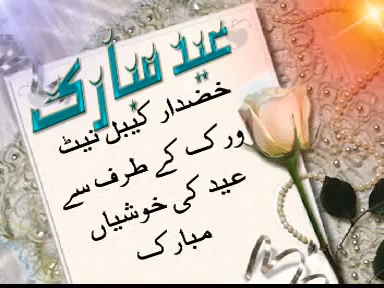 عید مبارک
خضدار کیبل نیٹ
ورک کے طرف سے
عید کی خوشیاں
مبارک